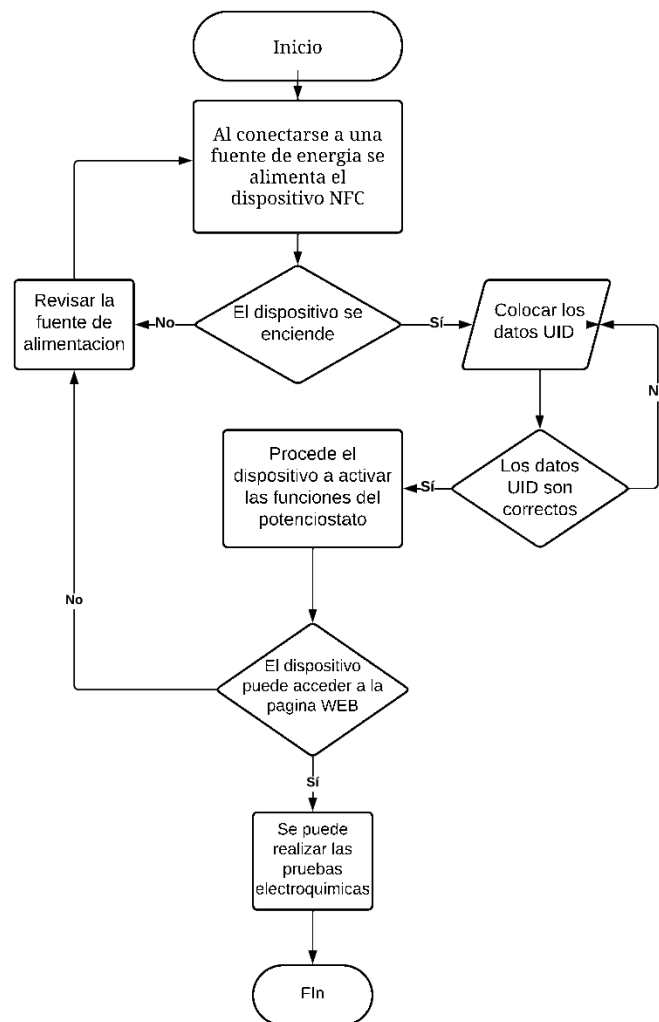 Inicio
Al conectarse a una
fuente de energia se
alimenta el
dispositivo NFC
Revisar la
fuente de
alimentacion
No
El dispositivo se
enciende
Sí
Colocar los
datos UID
N
Procede el
dispositivo a activar
las funciones del
potenciostato
Sí
Los datos
UID son
correctos
No
El dispositivo
puede acceder a la
pagina WEB
Sí
Se puede
realizar las
pruebas
electroquimicas
FIn